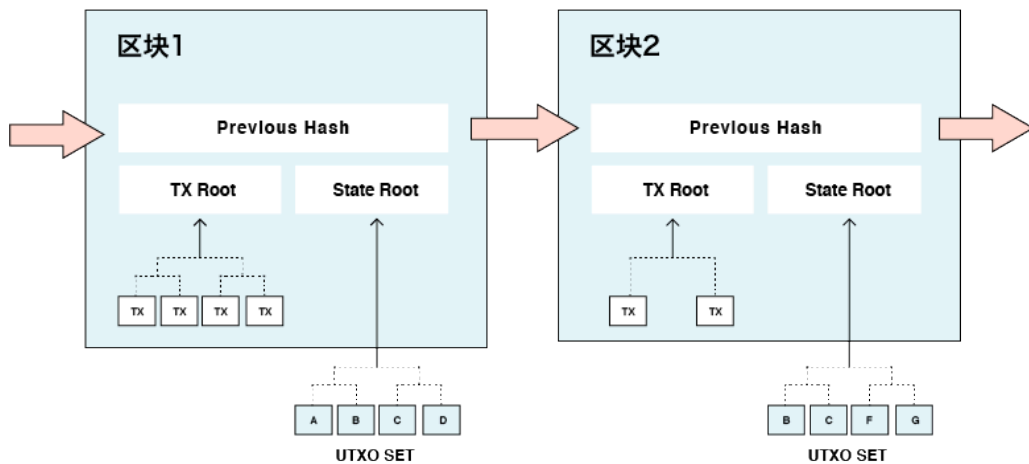 区块1
Previous Hash
TX Root
State Root
TX TX TX TX
A B C D
UTXO SET
区块2
Previous Hash
TX Root
State Root
TX TX
B C F G
UTXO SET